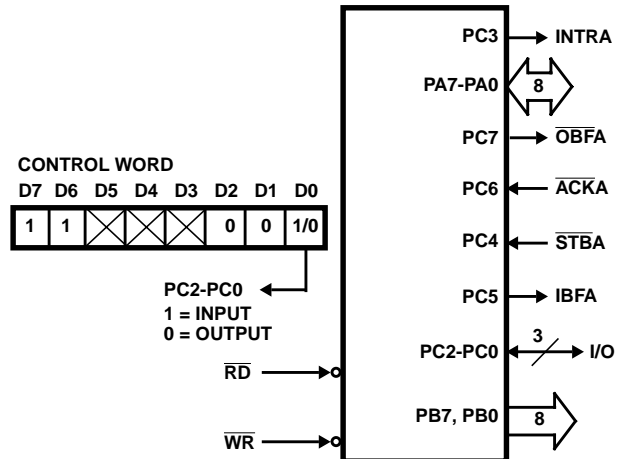 CONTROL WORD
D7 D6 D5 D4 D3 D2 D1 D0
1 1 0 0 1/0
PC2-PC0
1 = INPUT
0 = OUTPUT
RD
WR
PC3 INTRA
PA7-PA0 8
PC7 OBFA
PC6 ACKA
PC4 STBA
PC5 IBFA
PC2-PC0 3 I/O
PB7, PB0 8